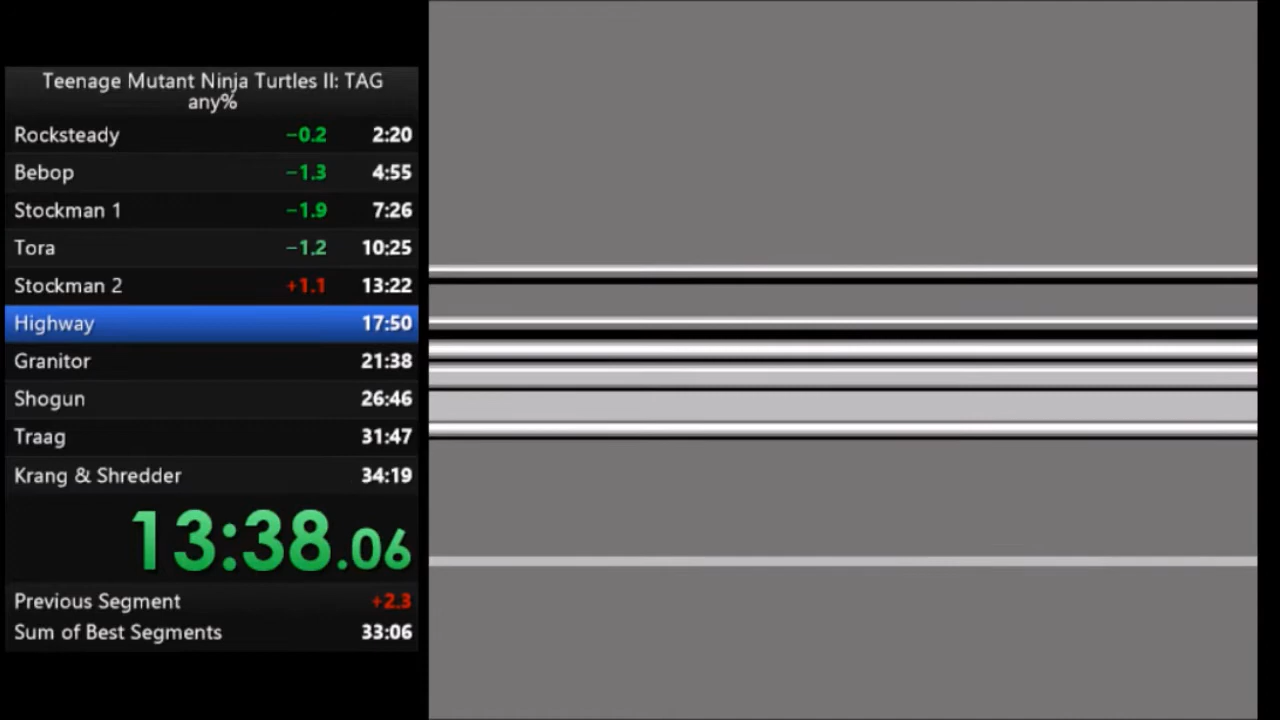 Teenage Mutant Ninja Turtles II: TAG
any%
Rocksteady −0.2 2:20
Bebop −1.3 4:55
Stockman 1 −1.9 7:26
Tora −1.2 10:25
Stockman 2 +1.1 13:22
Highway 17:50
Granitor 21:38
Shogun 26:46
Traag 31:47
Krang & Shredder 34:19
13:38.06
Previous Segment +2.3
Sum of Best Segments 33:06